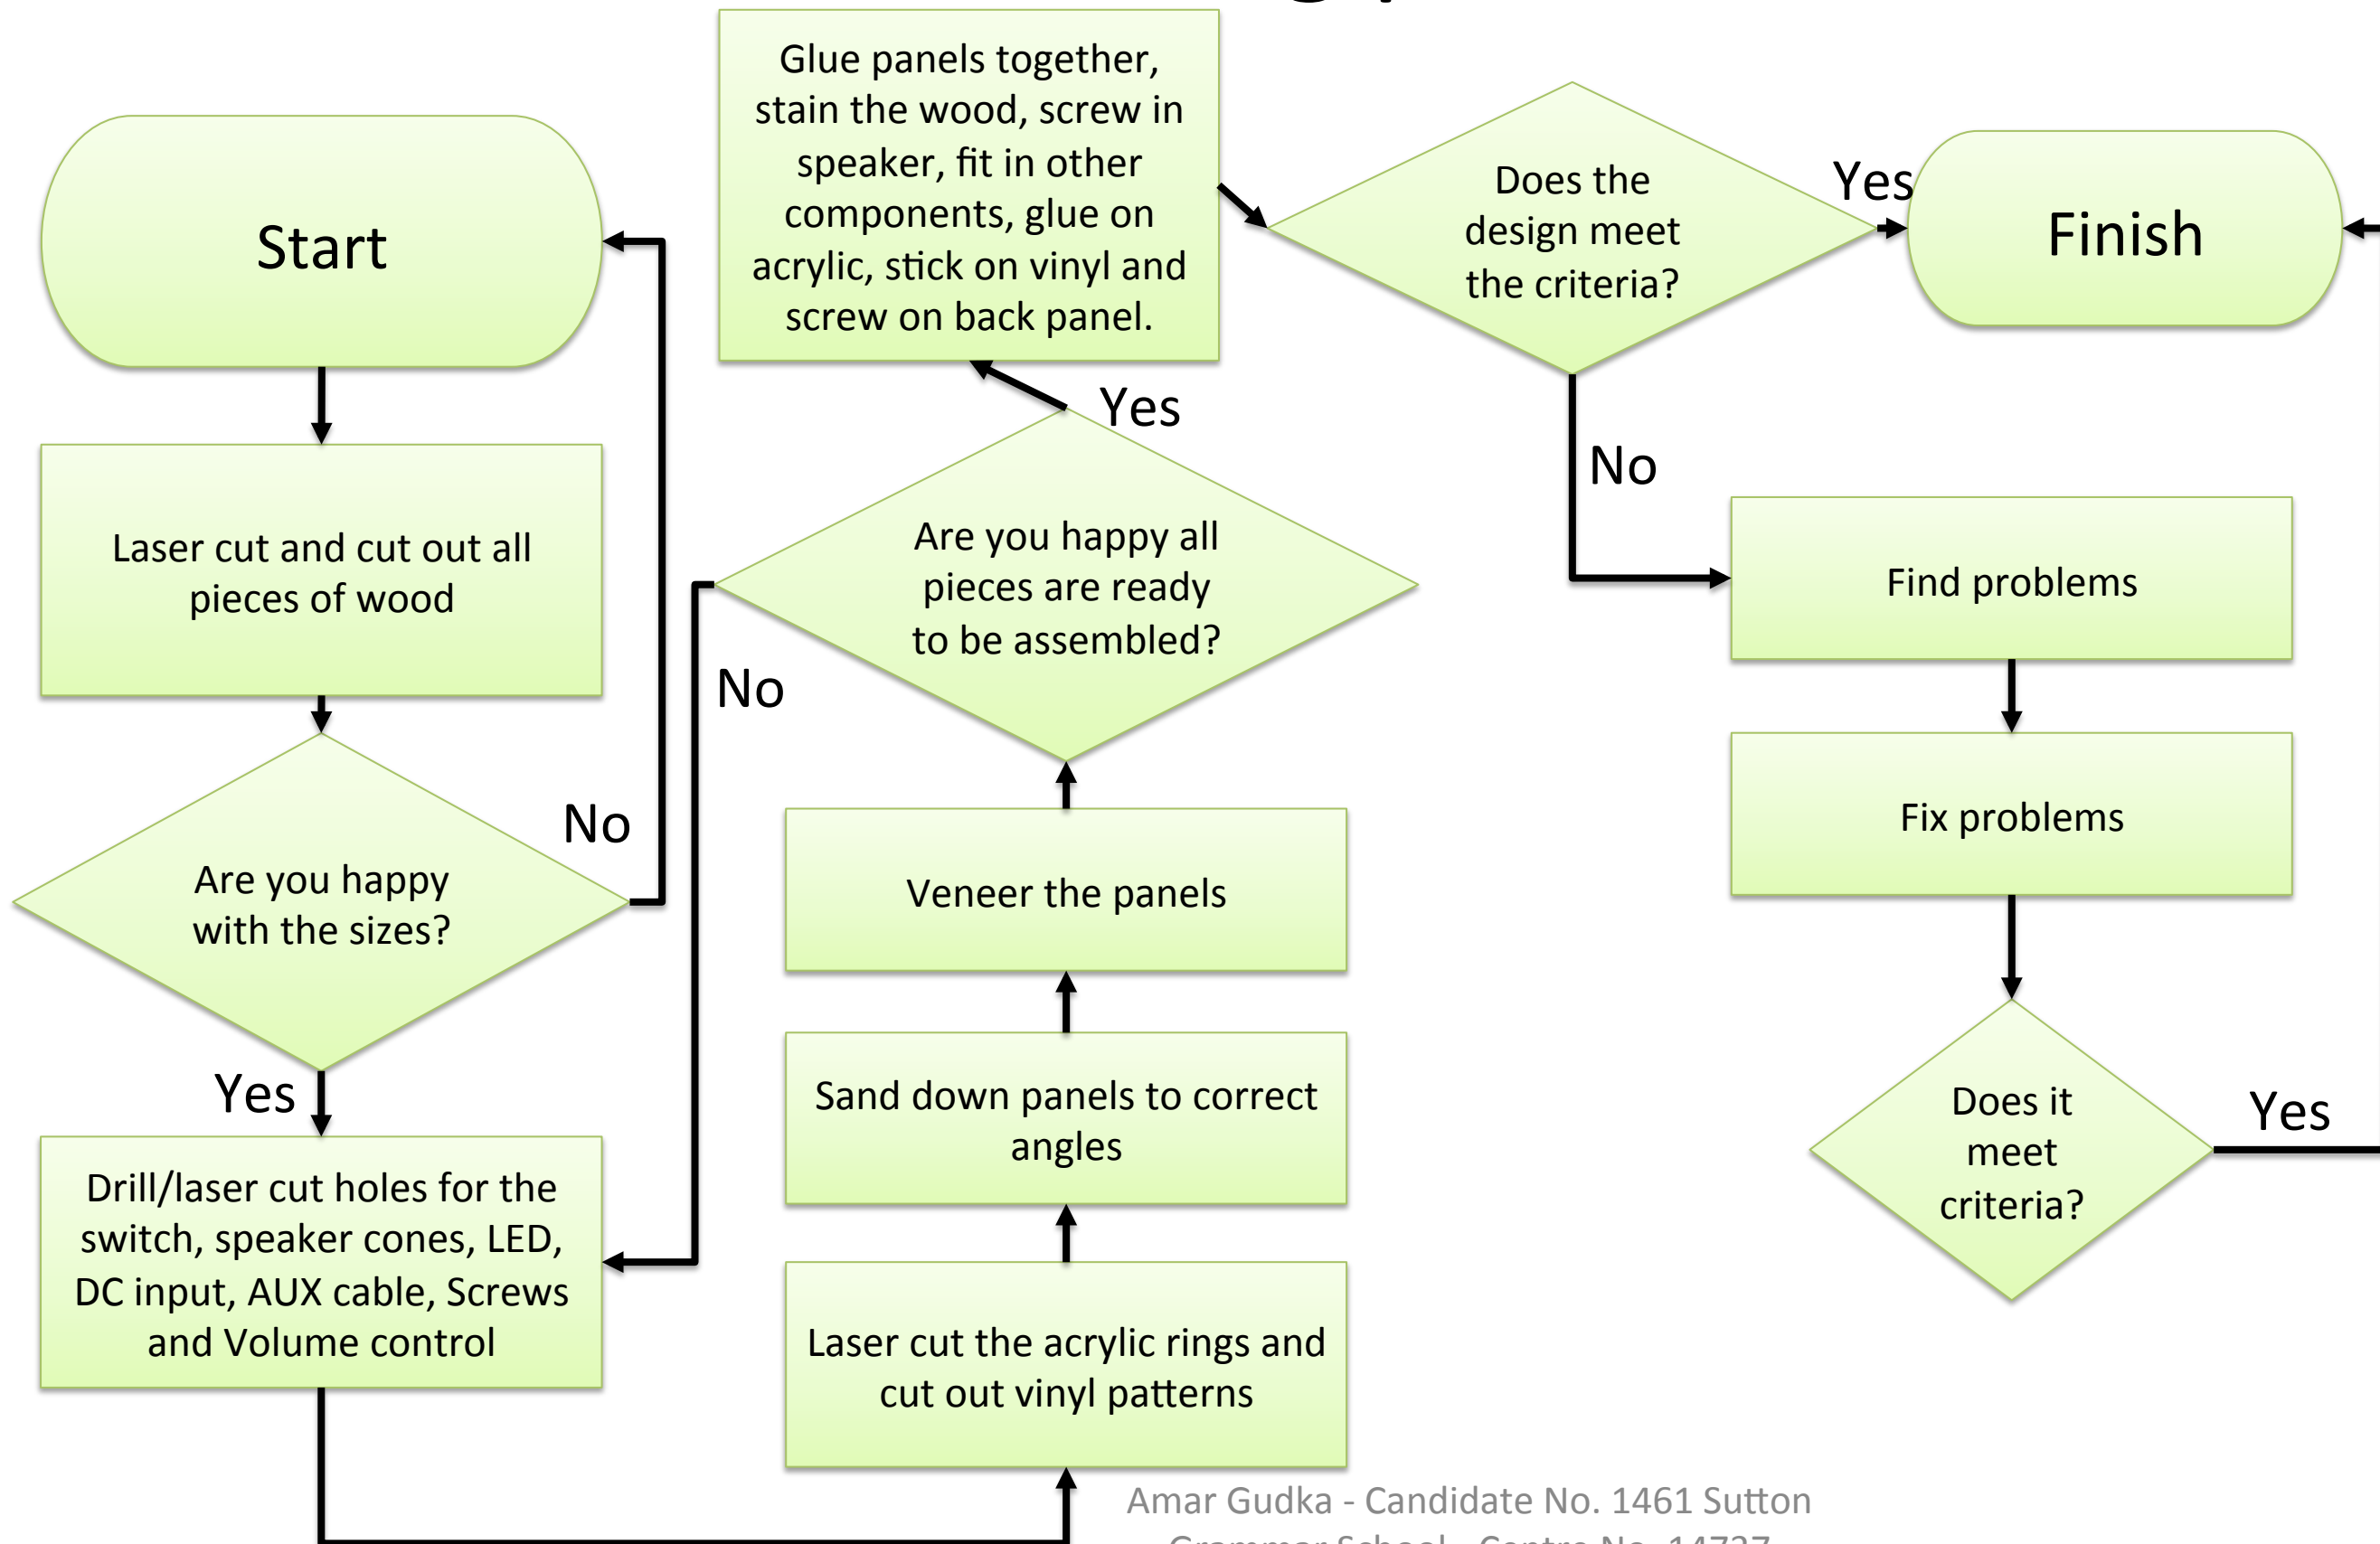 Start
Laser cut and cut out all
pieces of wood
Are you happy
with the sizes?
No
Yes
Drill/laser cut holes for the
switch, speaker cones, LED,
DC input, AUX cable, Screws
and Volume control
Laser cut the acrylic rings and
cut out vinyl patterns
Sand down panels to correct
angles
Veneer the panels
Are you happy all
pieces are ready
to be assembled?
No
Yes
Glue panels together,
stain the wood, screw in
speaker, fit in other
components, glue on
acrylic, stick on vinyl and
screw on back panel.
Does the
design meet
the criteria?
Yes
Finish
No
Find problems
Fix problems
Does it
meet
criteria?
Yes
Amar Gudka - Candidate No. 1461 Sutton
Grammar School - Centre No. 14727